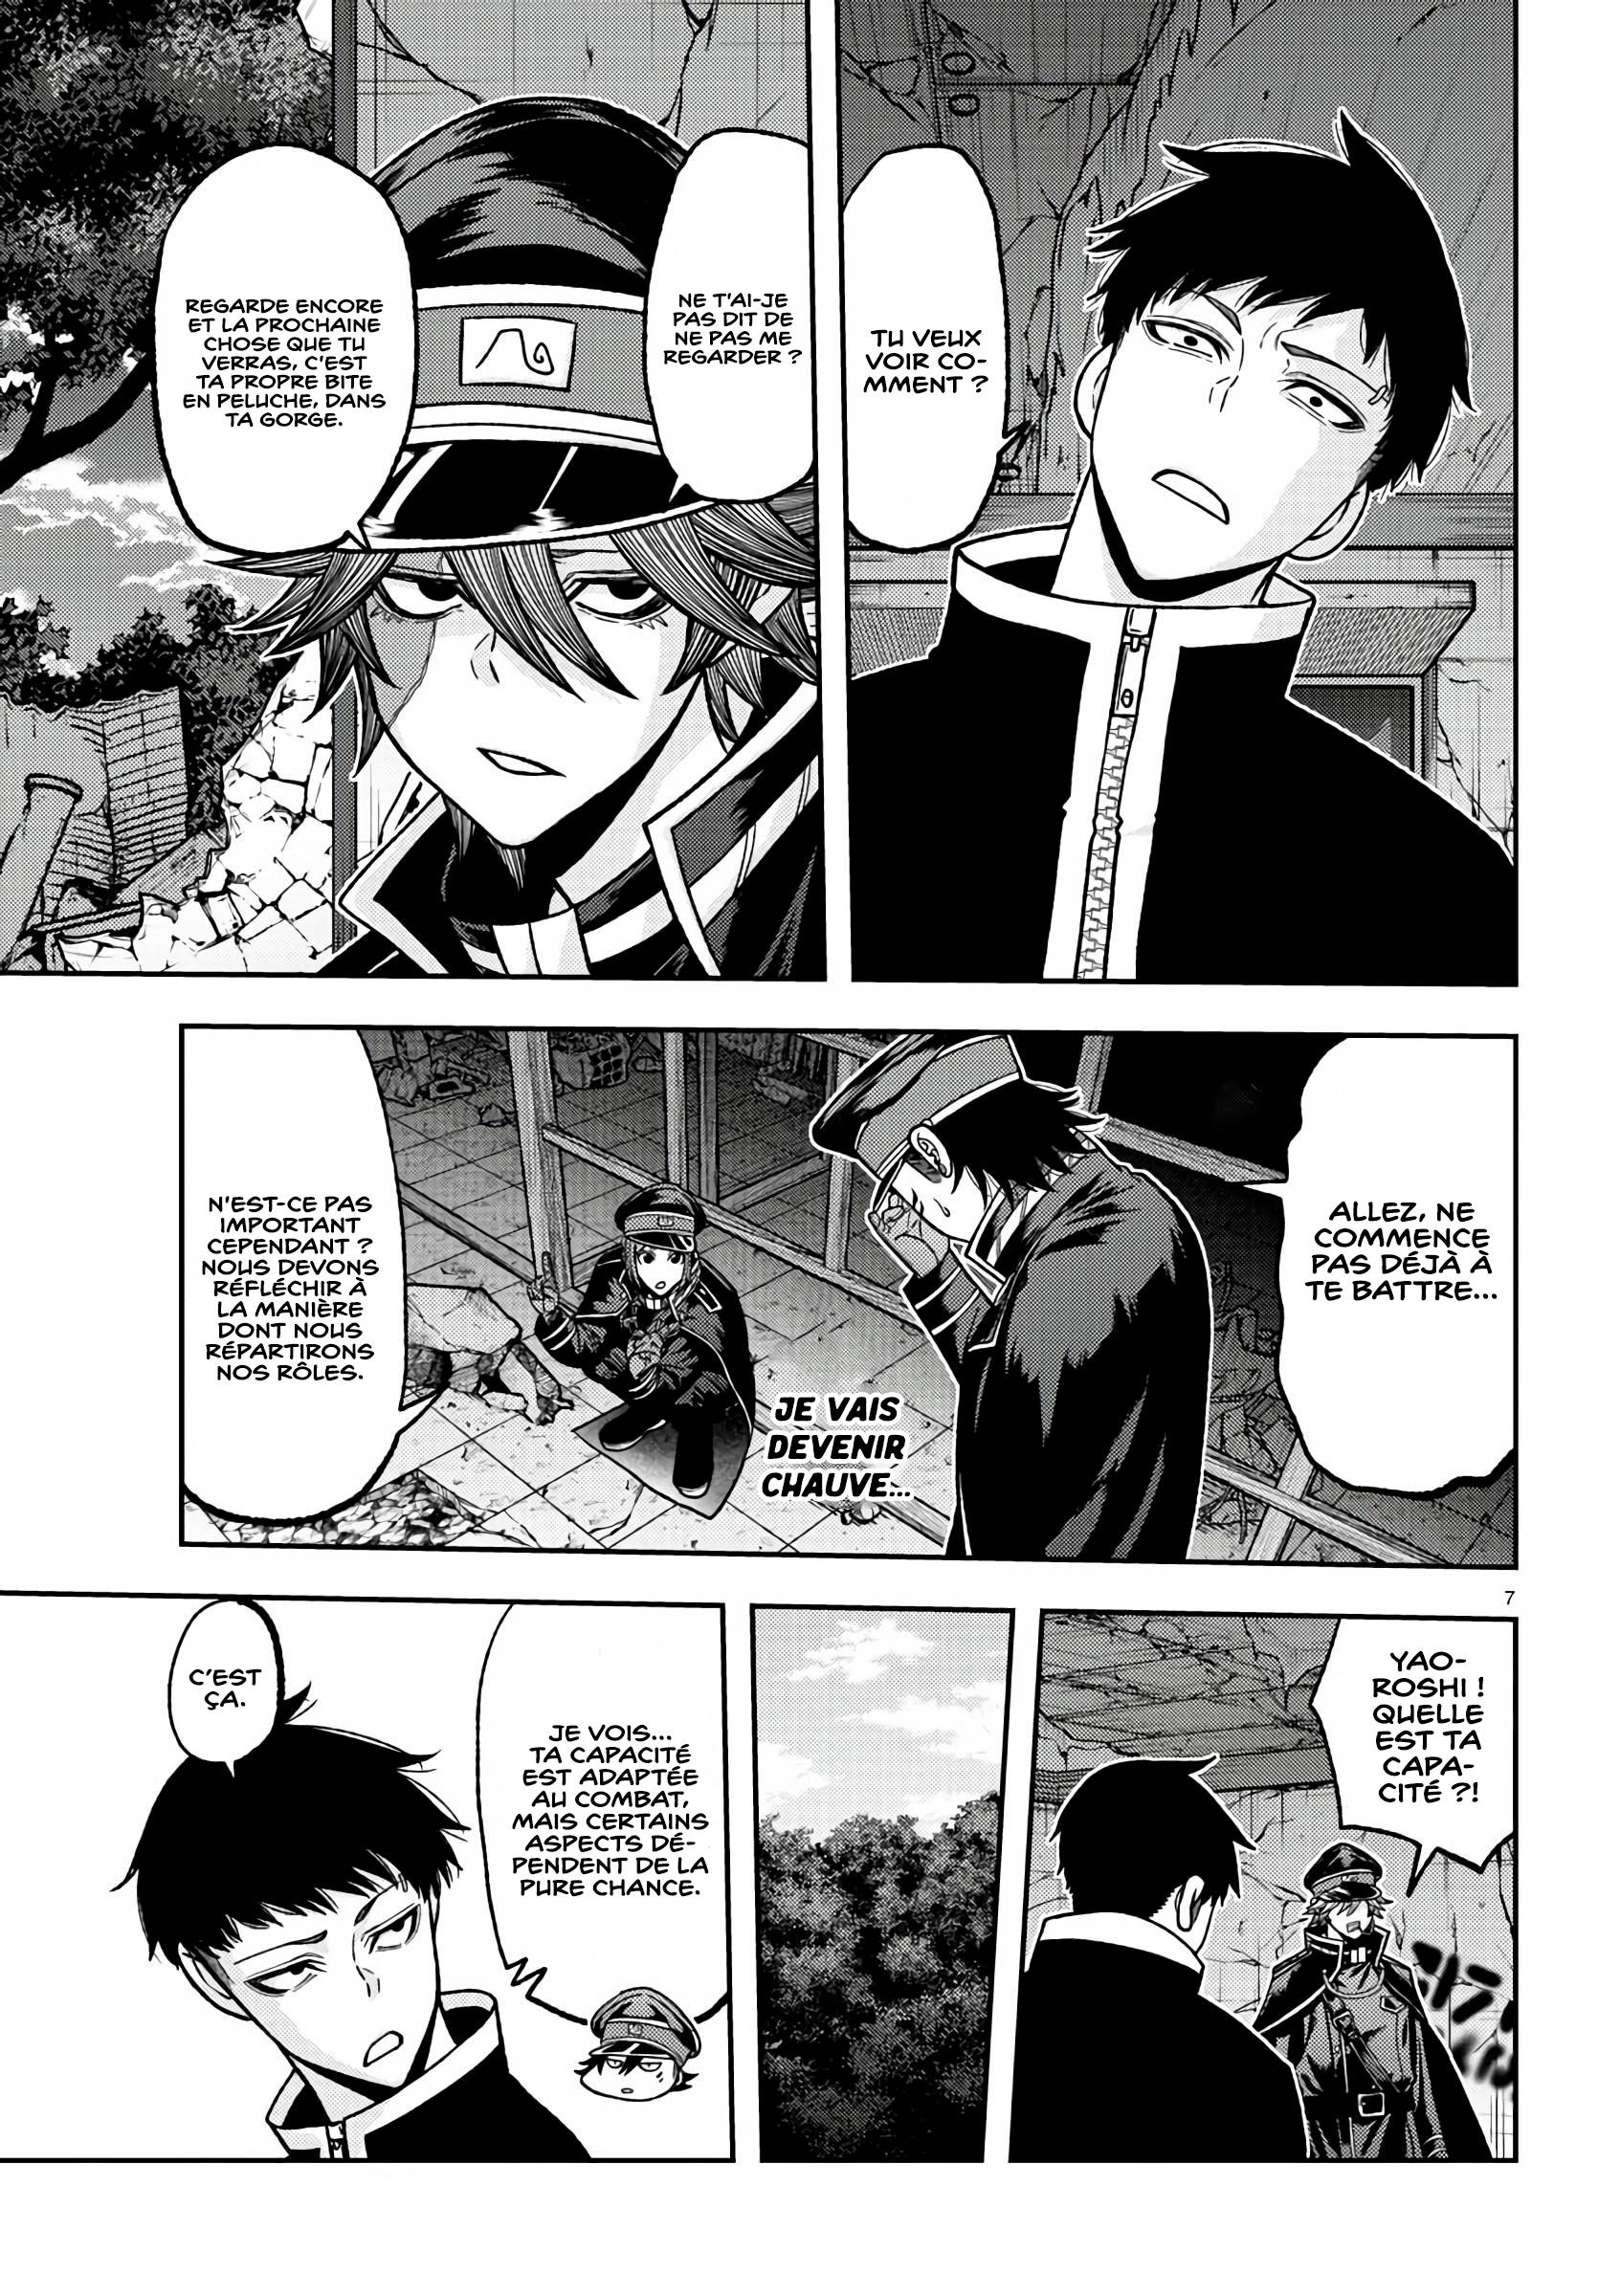 TU VEUX
VOIR CO-
MMENT ?
NE T'AI-JE
PAS DIT DE
NE PAS ME
REGARDER ?
REGARDE ENCORE
ET LA PROCHAINE
CHOSE QUE TU
VERRAS, C'EST
TA PROPRE BITE
EN PELUCHE, DANS
TA GORGE.
ALLEZ, NE
COMMENCE
PAS DÉJÀ À
TE BATTRE...
JE VAIS
DEVENIR
CHAUVE...
N'EST-CE PAS
IMPORTANT
CEPENDANT ?
NOUS DEVONS
RÉFLÉCHIR À
LA MANIÈRE
DONT NOUS
RÉPARTIRONS
NOS RÔLES.
7
YAO-
ROSHI !
QUELLE
EST TA
CAPA-
CITÉ ?!
JE VOIS...
TA CAPACITÉ
EST ADAPTÉE
AU COMBAT,
MAIS CERTAINS
ASPECTS DÉ-
PENDENT DE LA
PURE CHANCE.
C'EST
ÇA.